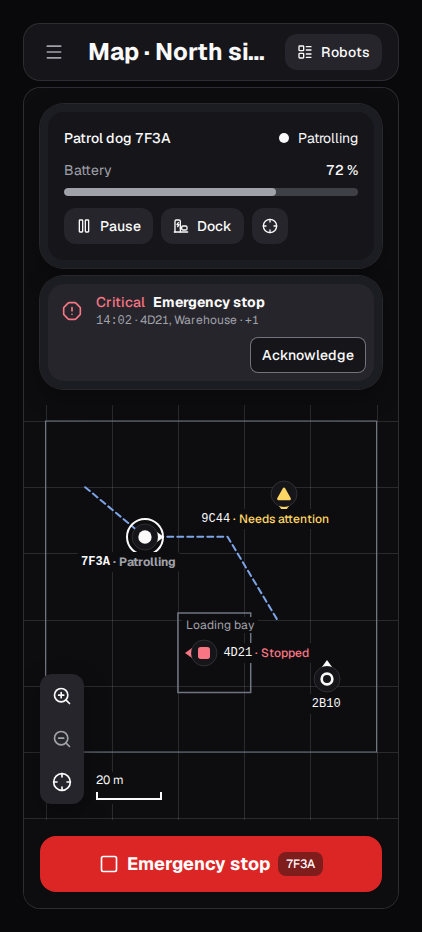 Map · North si...
Robots
Patrol dog 7F3A
Patrolling
Battery
72 %
Pause
Dock
Critical Emergency stop
14:02 · 4D21, Warehouse · +1
Acknowledge
9C44 · Needs attention
7F3A · Patrolling
Loading bay
4D21 · Stopped
2B10
20 m
Emergency stop 7F3A